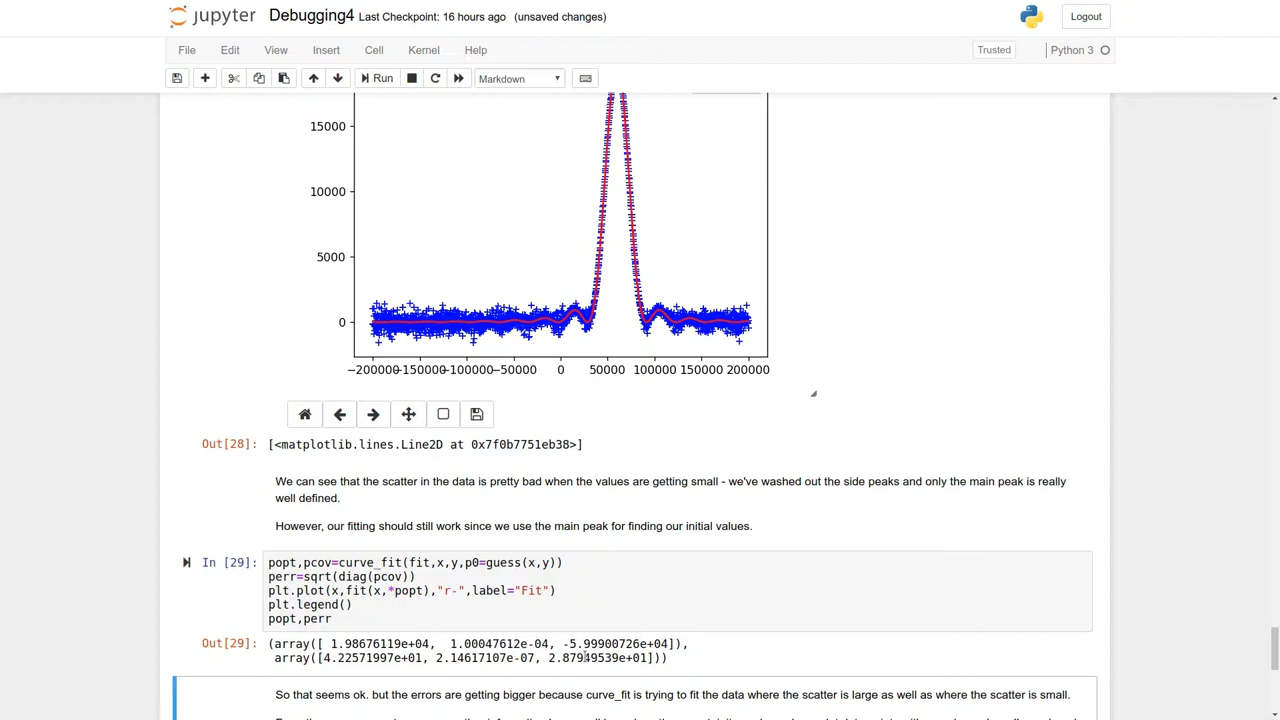 jupyter Debugging4 Last Checkpoint: 16 hours ago (unsaved changes)
Logout
File Edit View Insert Cell Kernel Help
Trusted Python 3
Run Markdown
15000
10000
5000
0
−200000−150000−100000−50000 0 50000 100000 150000 200000
Out[28]: [<matplotlib.lines.Line2D at 0x7f0b7751eb38>]
We can see that the scatter in the data is pretty bad when the values are getting small - we've washed out the side peaks and only the main peak is really
well defined.
However, our fitting should still work since we use the main peak for finding our initial values.
In [29]: popt,pcov=curve_fit(fit,x,y,p0=guess(x,y))
perr=sqrt(diag(pcov))
plt.plot(x,fit(x,*popt),"r-",label="Fit")
plt.legend()
popt,perr
Out[29]: (array([ 1.98676119e+04, 1.00047612e-04, -5.99900726e+04]),
array([4.22571997e+01, 2.14617107e-07, 2.87949539e+01]))
So that seems ok. but the errors are getting bigger because curve_fit is trying to fit the data where the scatter is large as well as where the scatter is small.